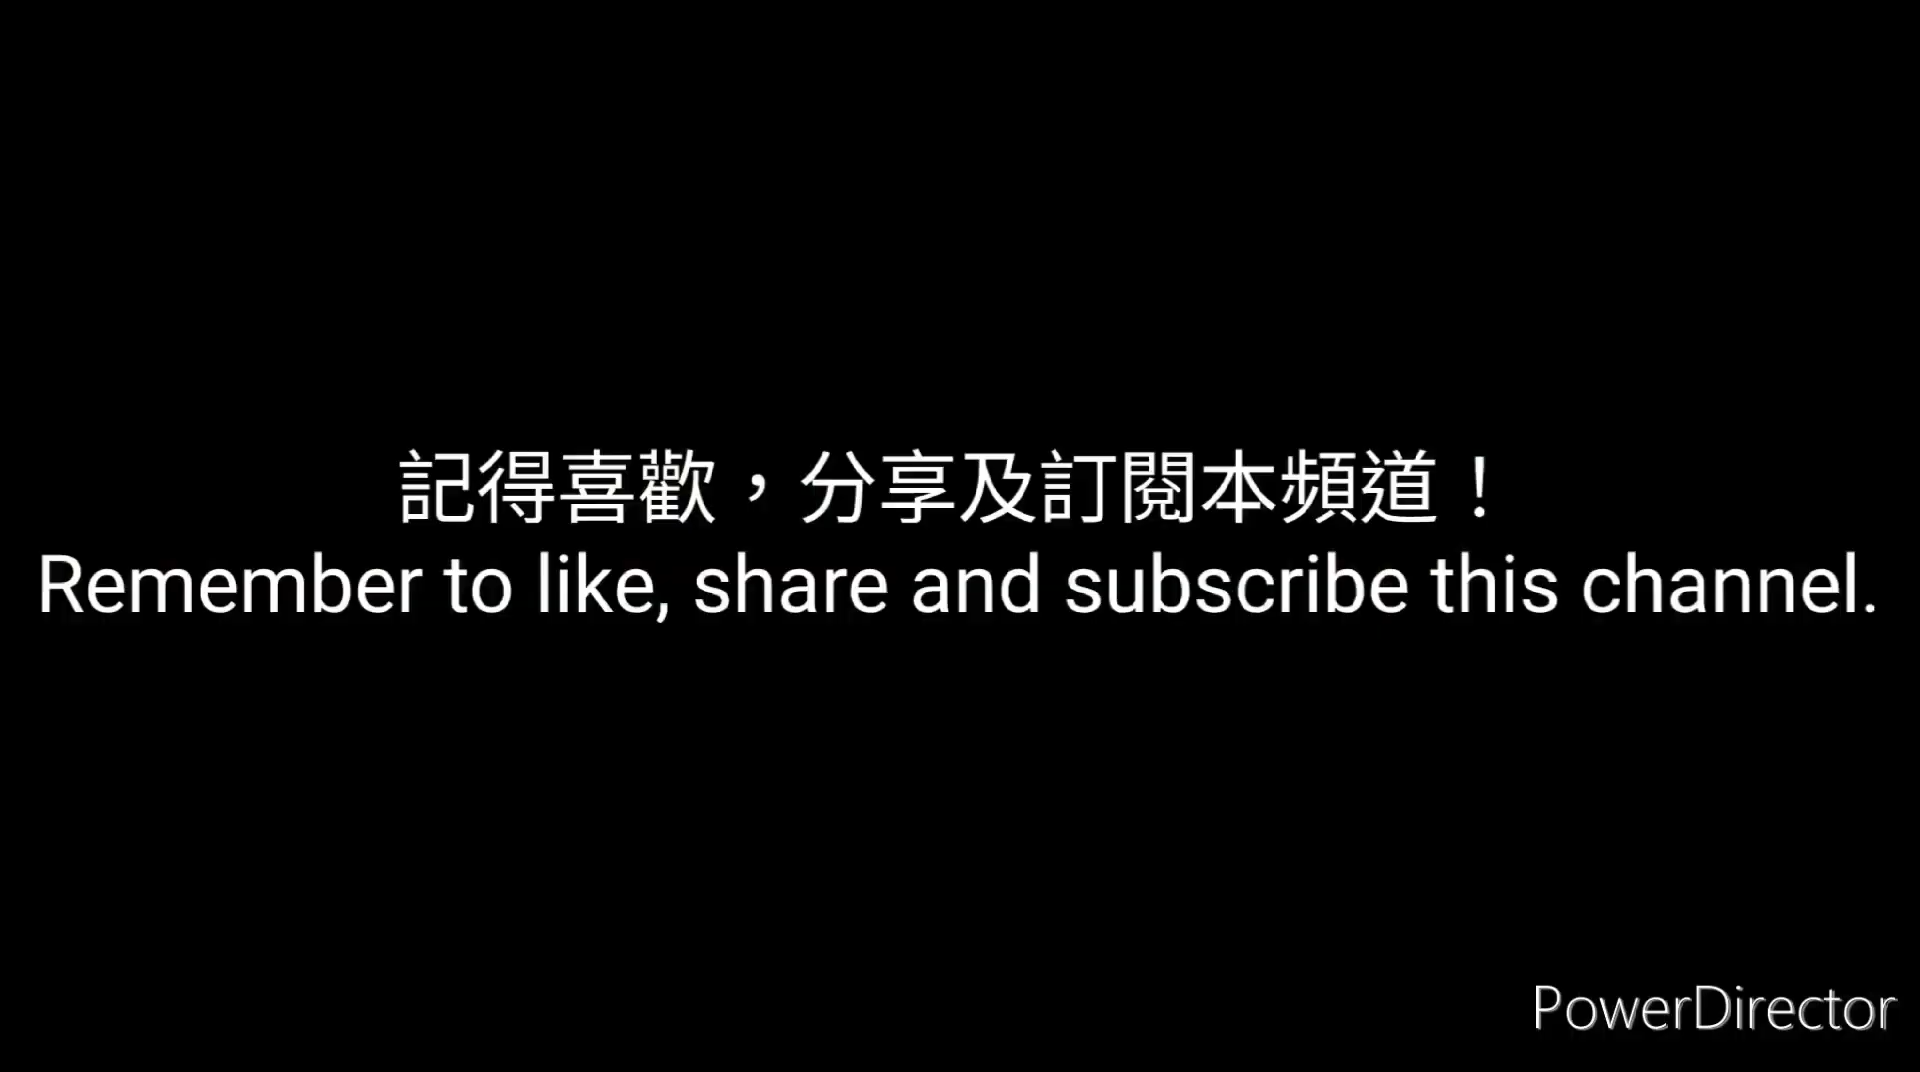 記得喜歡，分享及訂閱本頻道！
Remember to like, share and subscribe this channel.
PowerDirector